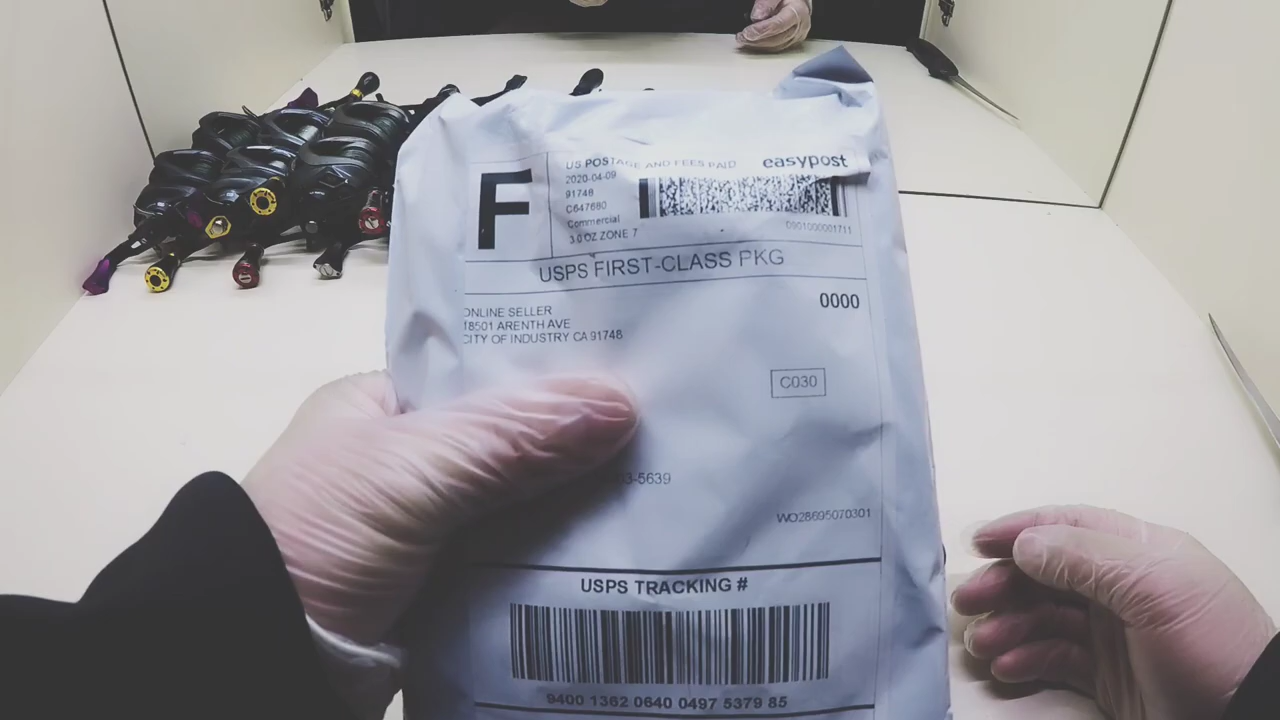 F
US POSTAGE AND FEES PAID
easypost
2020-04-09
91748
C647680
Commercial
3.0 OZ ZONE 7
0901000001711
USPS FIRST-CLASS PKG
0000
ONLINE SELLER
18501 ARENTH AVE
CITY OF INDUSTRY CA 91748
C030
03-5639
WO28695070301
USPS TRACKING #
9400 1362 0640 0497 5379 85